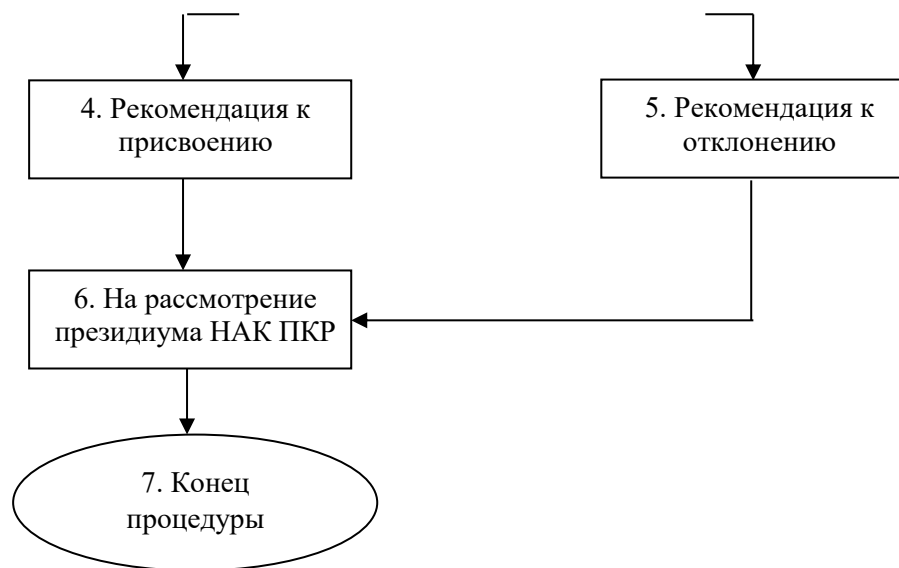 4. Рекомендация к
присвоению
5. Рекомендация к
отклонению
6. На рассмотрение
президиума НАК ПКР
7. Конец
процедуры